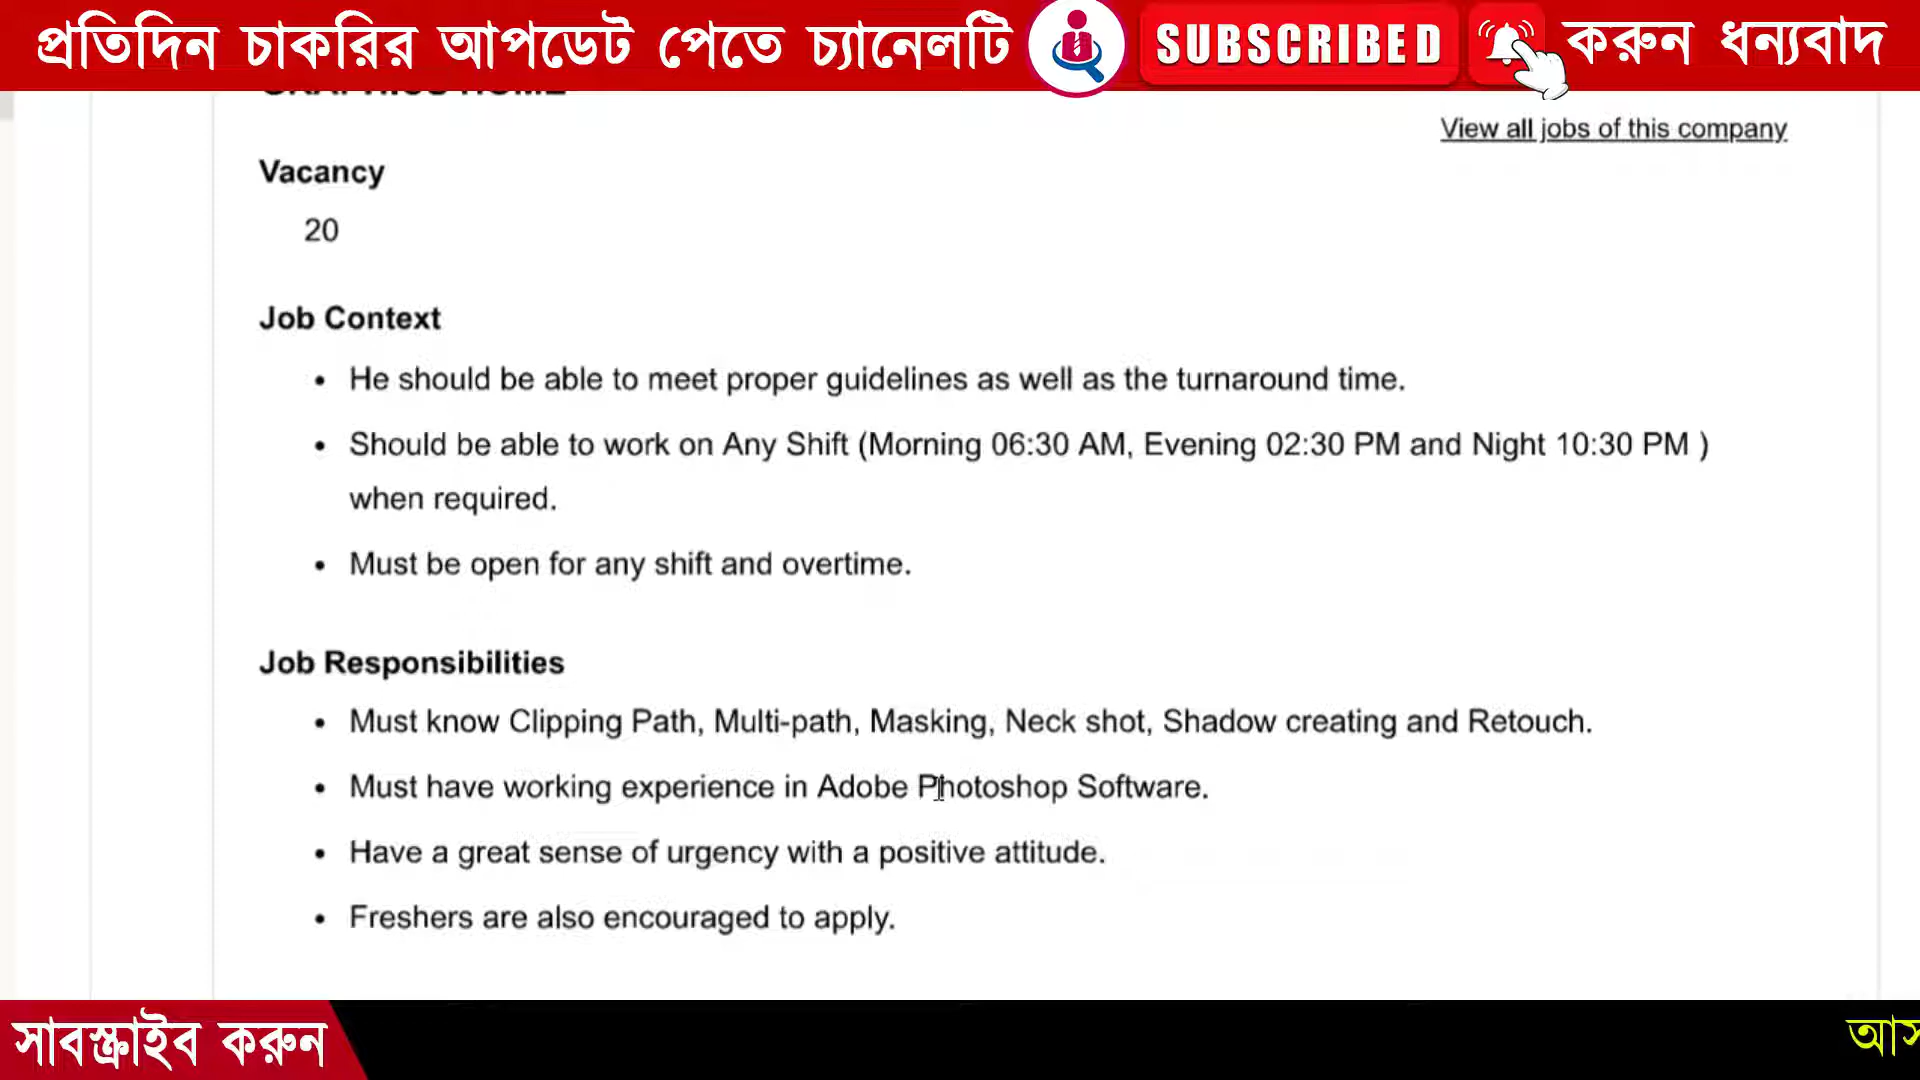 প্রতিদিন চাকরির আপডেট পেতে চ্যানেলটি SUBSCRIBED করুন ধন্যবাদ
View all jobs of this company
Vacancy
20
Job Context
• He should be able to meet proper guidelines as well as the turnaround time.
• Should be able to work on Any Shift (Morning 06:30 AM, Evening 02:30 PM and Night 10:30 PM )
when required.
• Must be open for any shift and overtime.
Job Responsibilities
• Must know Clipping Path, Multi-path, Masking, Neck shot, Shadow creating and Retouch.
• Must have working experience in Adobe Photoshop Software.
• Have a great sense of urgency with a positive attitude.
• Freshers are also encouraged to apply.
সাবস্ক্রাইব করুন